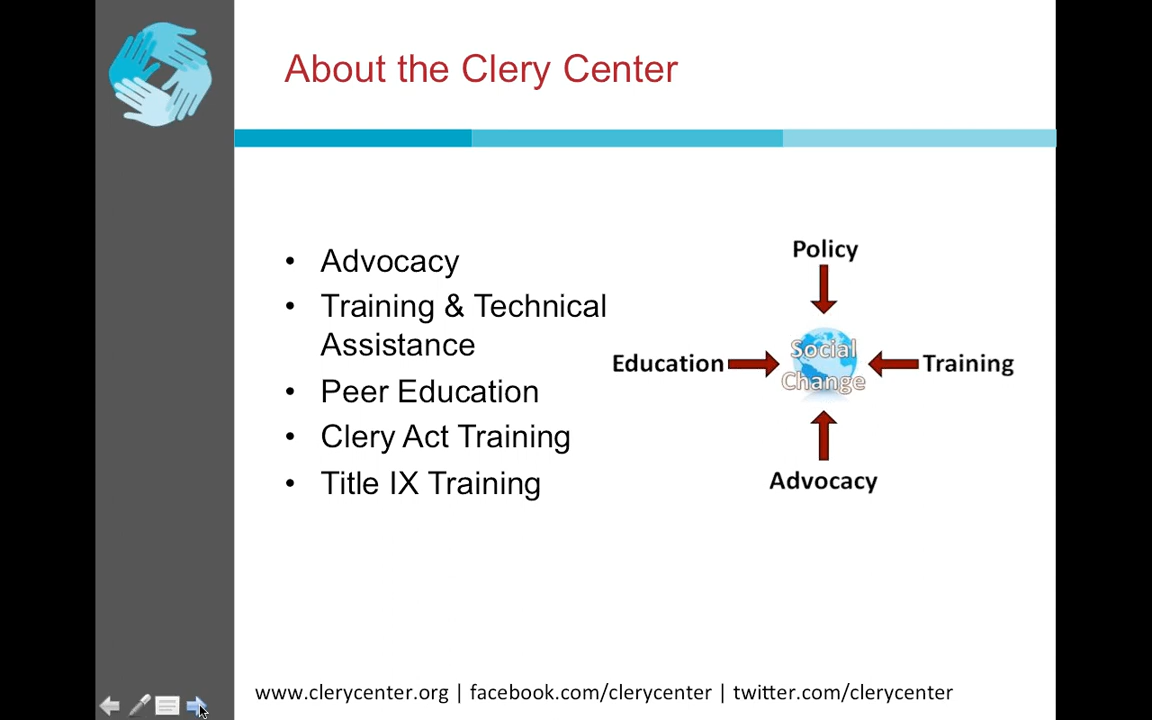 About the Clery Center
• Advocacy
• Training & Technical
Assistance
• Peer Education
• Clery Act Training
• Title IX Training
Policy
Education
Social
Change
Training
Advocacy
www.clerycenter.org | facebook.com/clerycenter | twitter.com/clerycenter